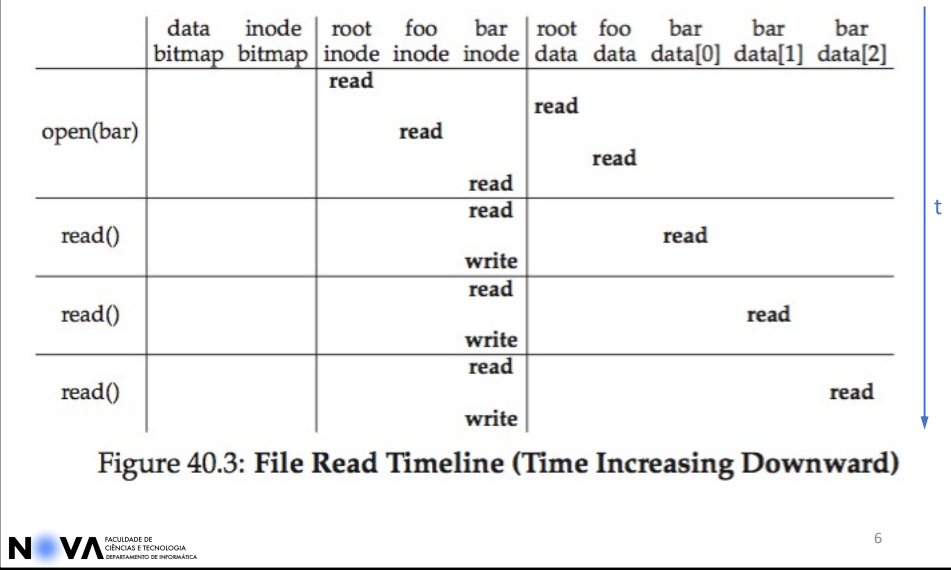 data inode root foo bar root foo bar bar bar
bitmap bitmap inode inode inode data data data[0] data[1] data[2]
read
read
open(bar) read
read
read
read
read() read
write
read
read() read
write
read
read() read
write
t
Figure 40.3: File Read Timeline (Time Increasing Downward)
NOVA FACULDADE DE
CIÊNCIAS E TECNOLOGIA
DEPARTAMENTO DE INFORMÁTICA
6